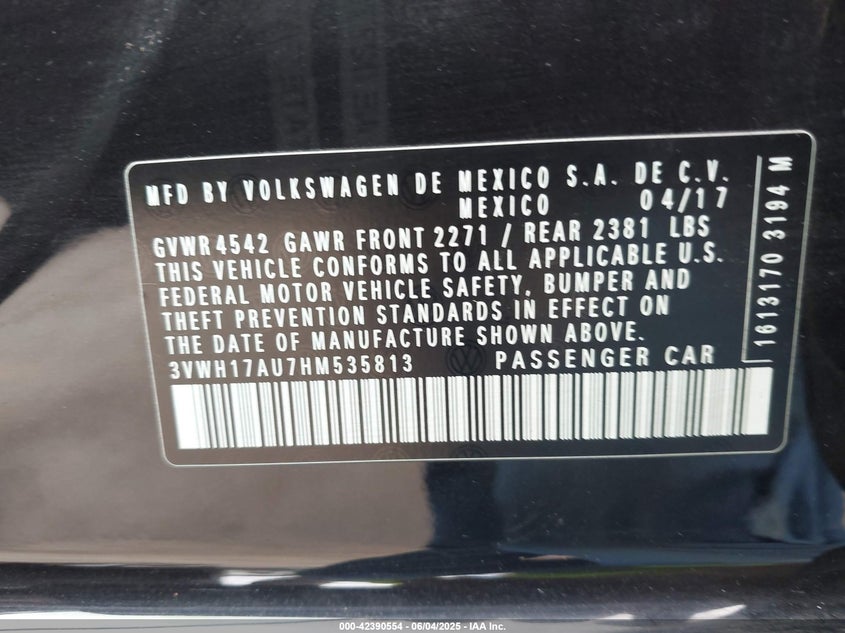 MFD BY VOLKSWAGEN DE MEXICO S.A. DE C.V.
MEXICO 04/17
GVWR 4542 GAWR FRONT 2271 / REAR 2381 LBS
THIS VEHICLE CONFORMS TO ALL APPLICABLE U.S.
FEDERAL MOTOR VEHICLE SAFETY, BUMPER AND
THEFT PREVENTION STANDARDS IN EFFECT ON
THE DATE OF MANUFACTURE SHOWN ABOVE.
3VWH17AU7HM535813 PASSENGER CAR
1613170 3194 M
000-42390554 - 06/04/2025 - IAA Inc.